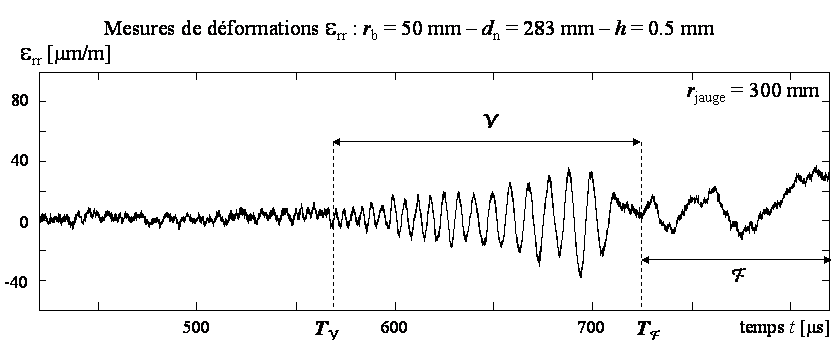 Mesures de déformations εrr : rb = 50 mm – dn = 283 mm – h = 0.5 mm
εrr [µm/m]
rjauge = 300 mm
80
40
0
-40
𝒱
ℱ
500 T𝒱 600 700 Tℱ temps t [µs]